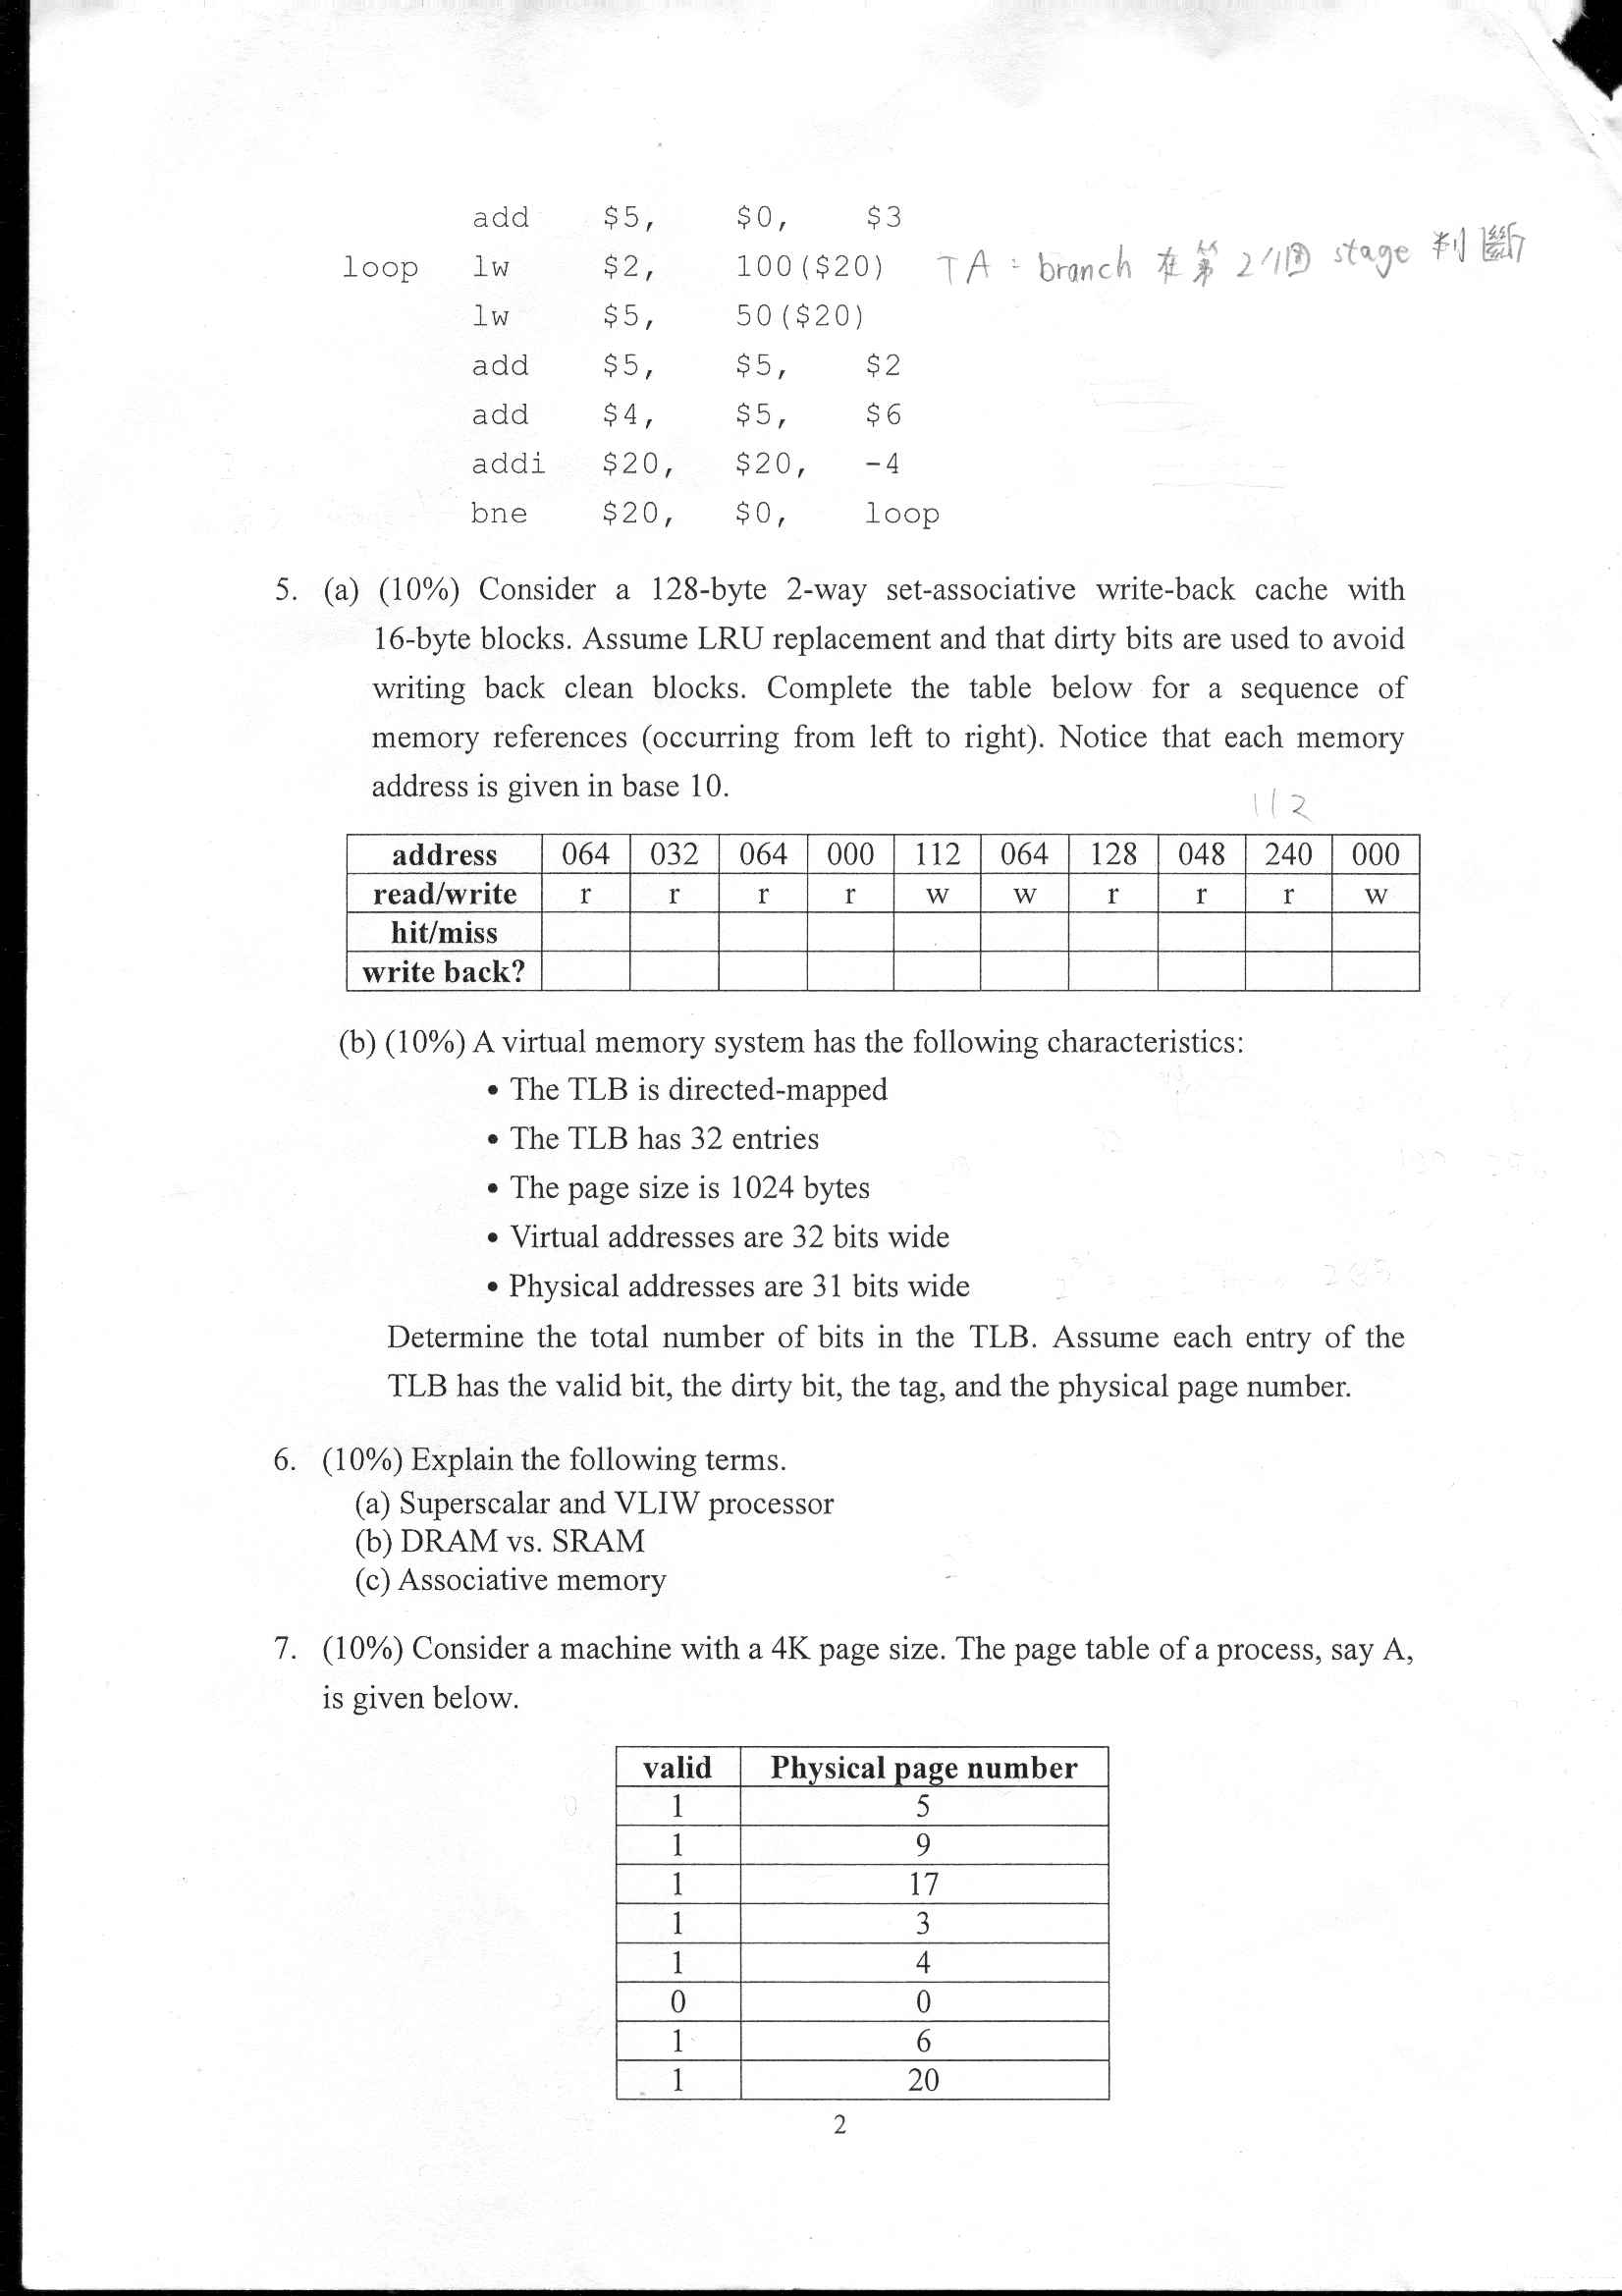 add $5, $0, $3
loop lw $2, 100($20) TA = branch 在第 2個 stage 判斷
lw $5, 50($20)
add $5, $5, $2
add $4, $5, $6
addi $20, $20, -4
bne $20, $0, loop
5. (a) (10%) Consider a 128-byte 2-way set-associative write-back cache with
16-byte blocks. Assume LRU replacement and that dirty bits are used to avoid
writing back clean blocks. Complete the table below for a sequence of
memory references (occurring from left to right). Notice that each memory
address is given in base 10.
112
address 064 032 064 000 112 064 128 048 240 000
read/write r r r r w w r r r w
hit/miss
write back?
(b) (10%) A virtual memory system has the following characteristics:
• The TLB is directed-mapped
• The TLB has 32 entries
• The page size is 1024 bytes
• Virtual addresses are 32 bits wide
• Physical addresses are 31 bits wide
Determine the total number of bits in the TLB. Assume each entry of the
TLB has the valid bit, the dirty bit, the tag, and the physical page number.
6. (10%) Explain the following terms.
(a) Superscalar and VLIW processor
(b) DRAM vs. SRAM
(c) Associative memory
7. (10%) Consider a machine with a 4K page size. The page table of a process, say A,
is given below.
valid Physical page number
1 5
1 9
1 17
1 3
1 4
0 0
1 6
1 20
2